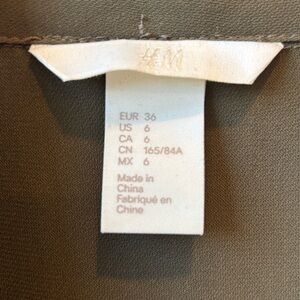 H&M
EUR 36
US 6
CA 6
CN 165/84A
MX 6
Made in
China
Fabriqué en
Chine